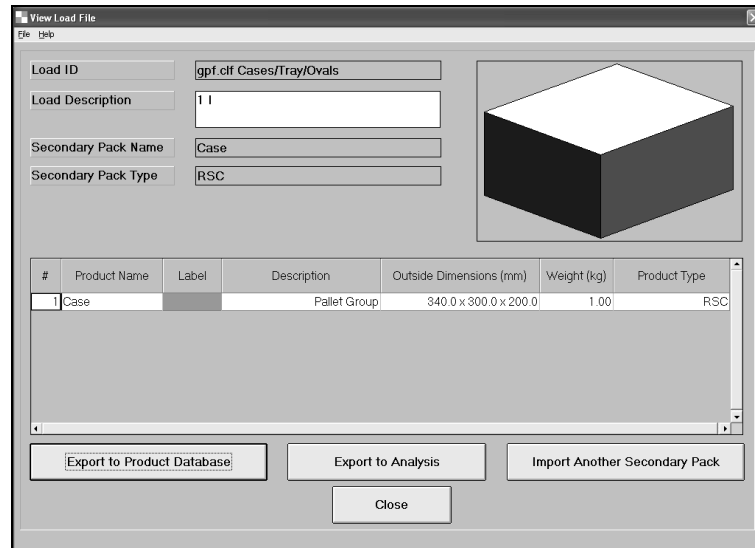 View Load File
File Help
Load ID
gpf.clf Cases/Tray/Ovals
Load Description
1 l
Secondary Pack Name
Case
Secondary Pack Type
RSC
# Product Name Label Description Outside Dimensions (mm) Weight (kg) Product Type
1 Case Pallet Group 340.0 x 300.0 x 200.0 1.00 RSC
Export to Product Database Export to Analysis Import Another Secondary Pack
Close